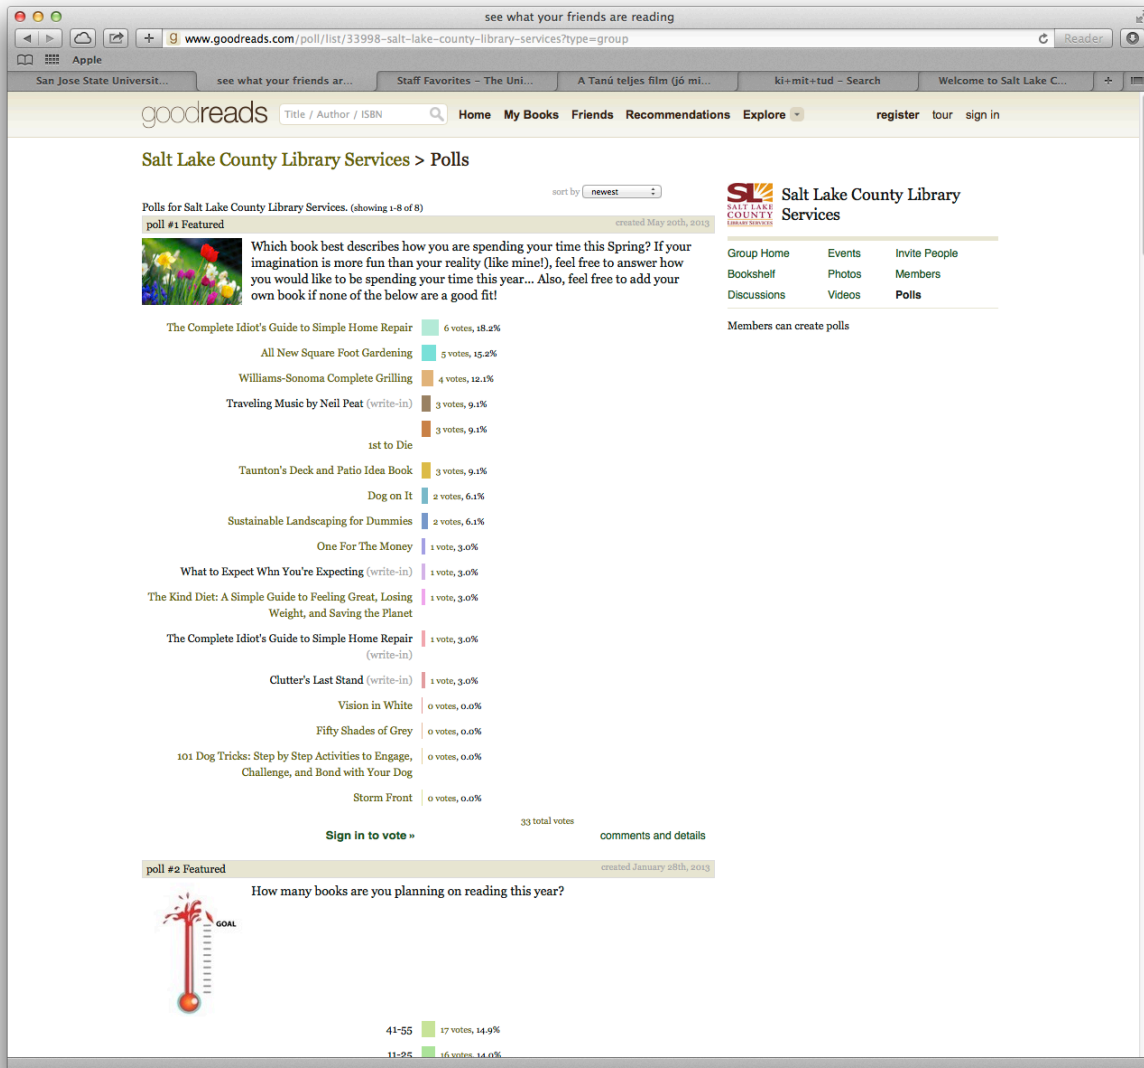 see what your friends are reading
www.goodreads.com/poll/list/33998-salt-lake-county-library-services?type=group
Reader
Apple
San Jose State Universit...
see what your friends ar...
Staff Favorites – The Uni...
A Tanú teljes film (jó mi...
ki+mit+tud – Search
Welcome to Salt Lake C...
goodreads
Title / Author / ISBN
Home My Books Friends Recommendations Explore
register tour sign in
Salt Lake County Library Services > Polls
sort by newest
Polls for Salt Lake County Library Services. (showing 1-8 of 8)
poll #1 Featured created May 20th, 2013
Which book best describes how you are spending your time this Spring? If your
imagination is more fun than your reality (like mine!), feel free to answer how
you would like to be spending your time this year... Also, feel free to add your
own book if none of the below are a good fit!
The Complete Idiot's Guide to Simple Home Repair 6 votes, 18.2%
All New Square Foot Gardening 5 votes, 15.2%
Williams-Sonoma Complete Grilling 4 votes, 12.1%
Traveling Music by Neil Peat (write-in) 3 votes, 9.1%
3 votes, 9.1%
1st to Die
Taunton's Deck and Patio Idea Book 3 votes, 9.1%
Dog on It 2 votes, 6.1%
Sustainable Landscaping for Dummies 2 votes, 6.1%
One For The Money 1 vote, 3.0%
What to Expect Whn You're Expecting (write-in) 1 vote, 3.0%
The Kind Diet: A Simple Guide to Feeling Great, Losing 1 vote, 3.0%
Weight, and Saving the Planet
The Complete Idiot's Guide to Simple Home Repair 1 vote, 3.0%
(write-in)
Clutter's Last Stand (write-in) 1 vote, 3.0%
Vision in White 0 votes, 0.0%
Fifty Shades of Grey 0 votes, 0.0%
101 Dog Tricks: Step by Step Activities to Engage, 0 votes, 0.0%
Challenge, and Bond with Your Dog
Storm Front 0 votes, 0.0%
33 total votes
Sign in to vote » comments and details
poll #2 Featured created January 28th, 2013
How many books are you planning on reading this year?
GOAL
41-55 17 votes, 14.9%
11-25 16 votes, 14.0%
SL
SALT LAKE
COUNTY
LIBRARY SERVICES
Salt Lake County Library
Services
Group Home Events Invite People
Bookshelf Photos Members
Discussions Videos Polls
Members can create polls